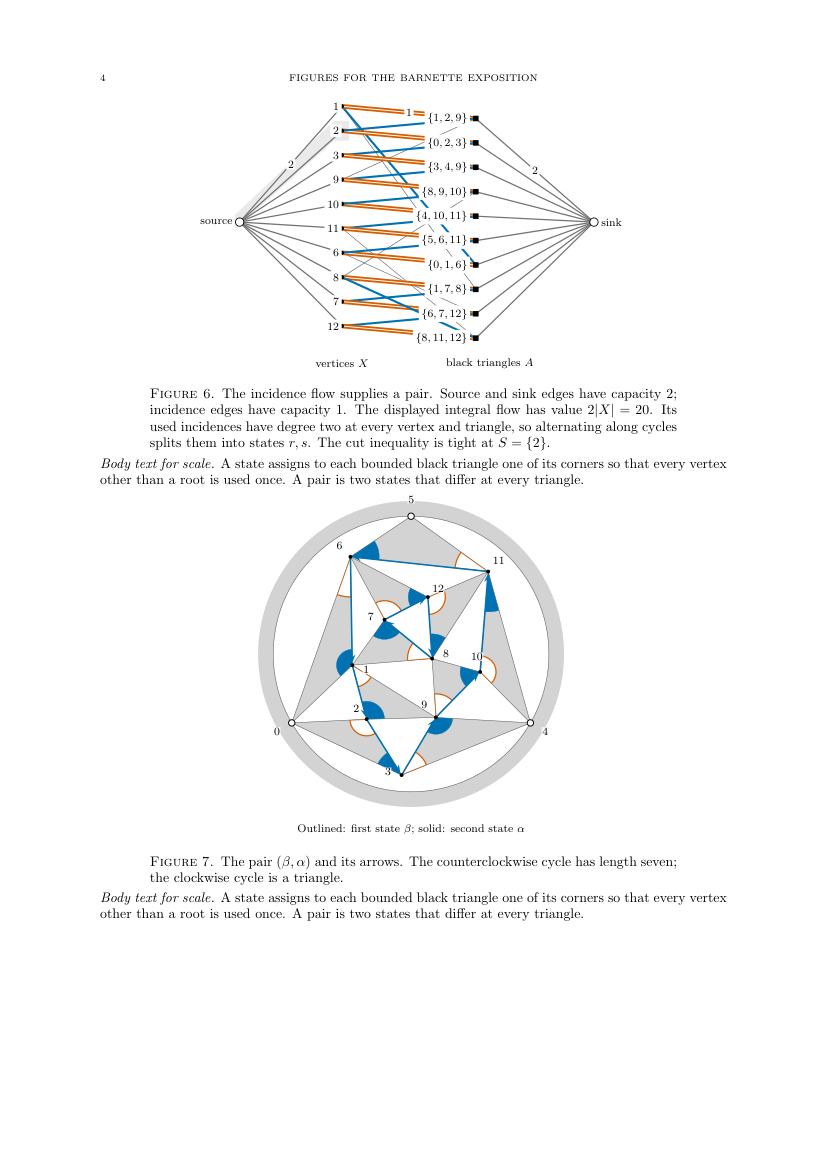 4 FIGURES FOR THE BARNETTE EXPOSITION
1
1
{1, 2, 9}
2
{0, 2, 3}
2
3
{3, 4, 9}
2
9
{8, 9, 10}
10
{4, 10, 11}
source
sink
11
{5, 6, 11}
6
{0, 1, 6}
8
{1, 7, 8}
7
{6, 7, 12}
12
{8, 11, 12}
vertices X
black triangles A
FIGURE 6. The incidence flow supplies a pair. Source and sink edges have capacity 2;
incidence edges have capacity 1. The displayed integral flow has value 2|X| = 20. Its
used incidences have degree two at every vertex and triangle, so alternating along cycles
splits them into states r, s. The cut inequality is tight at S = {2}.
Body text for scale. A state assigns to each bounded black triangle one of its corners so that every vertex
other than a root is used once. A pair is two states that differ at every triangle.
5
6
11
12
7
8
10
1
2
9
0
4
3
Outlined: first state β; solid: second state α
FIGURE 7. The pair (β, α) and its arrows. The counterclockwise cycle has length seven;
the clockwise cycle is a triangle.
Body text for scale. A state assigns to each bounded black triangle one of its corners so that every vertex
other than a root is used once. A pair is two states that differ at every triangle.